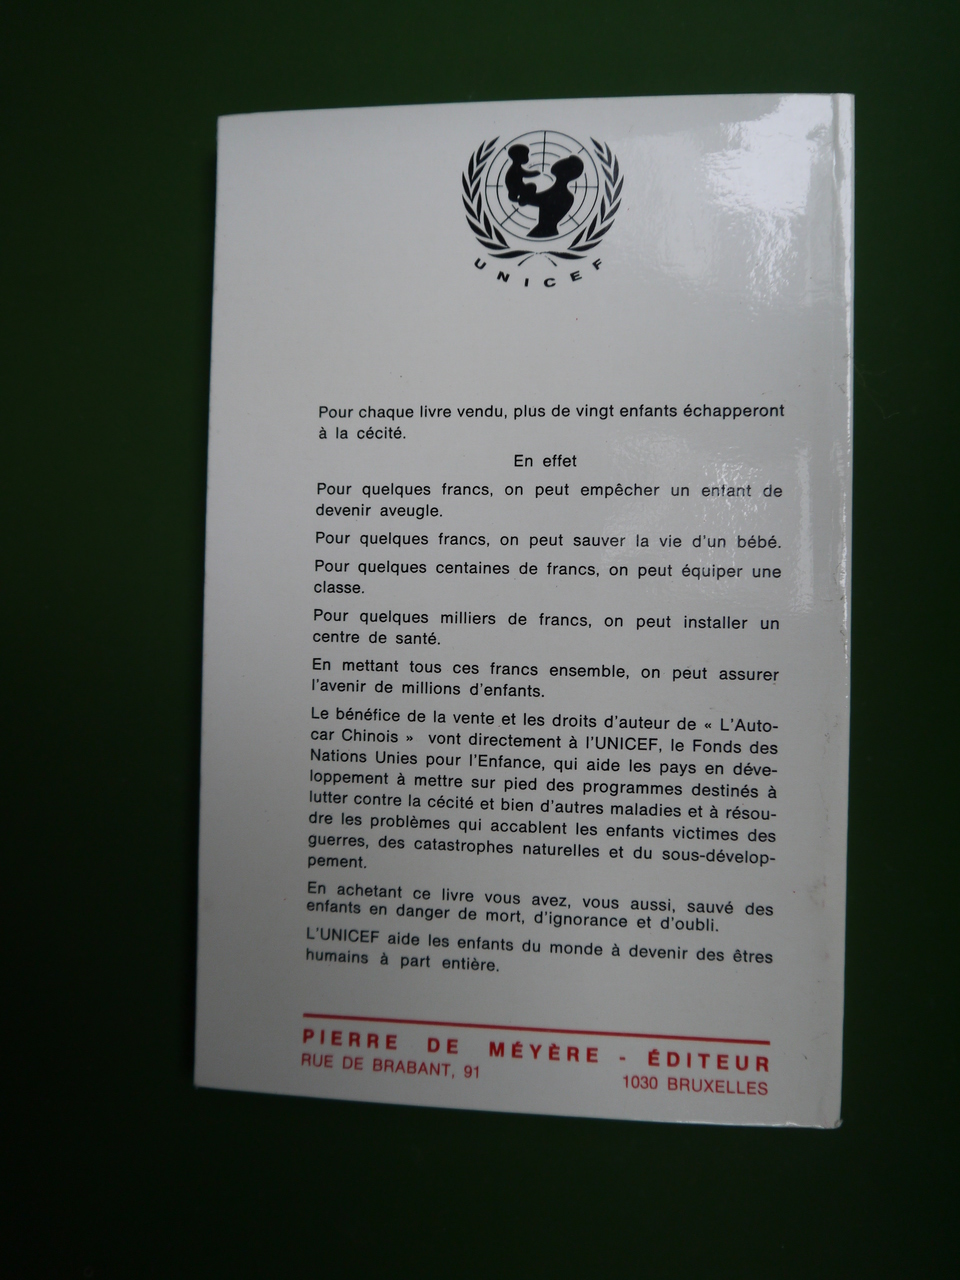 UNICEF
Pour chaque livre vendu, plus de vingt enfants échapperont
à la cécité.
En effet
Pour quelques francs, on peut empêcher un enfant de
devenir aveugle.
Pour quelques francs, on peut sauver la vie d'un bébé.
Pour quelques centaines de francs, on peut équiper une
classe.
Pour quelques milliers de francs, on peut installer un
centre de santé.
En mettant tous ces francs ensemble, on peut assurer
l'avenir de millions d'enfants.
Le bénéfice de la vente et les droits d'auteur de « L'Auto-
car Chinois » vont directement à l'UNICEF, le Fonds des
Nations Unies pour l'Enfance, qui aide les pays en déve-
loppement à mettre sur pied des programmes destinés à
lutter contre la cécité et bien d'autres maladies et à résou-
dre les problèmes qui accablent les enfants victimes des
guerres, des catastrophes naturelles et du sous-dévelop-
pement.
En achetant ce livre vous avez, vous aussi, sauvé des
enfants en danger de mort, d'ignorance et d'oubli.
L'UNICEF aide les enfants du monde à devenir des êtres
humains à part entière.
PIERRE DE MÉYÈRE - ÉDITEUR
RUE DE BRABANT, 91 1030 BRUXELLES